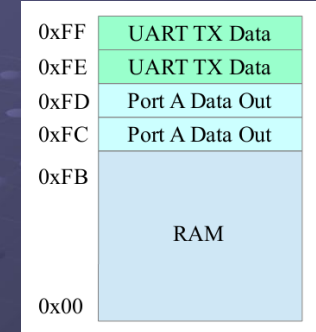 0xFF UART TX Data
0xFE UART TX Data
0xFD Port A Data Out
0xFC Port A Data Out
0xFB
RAM
0x00